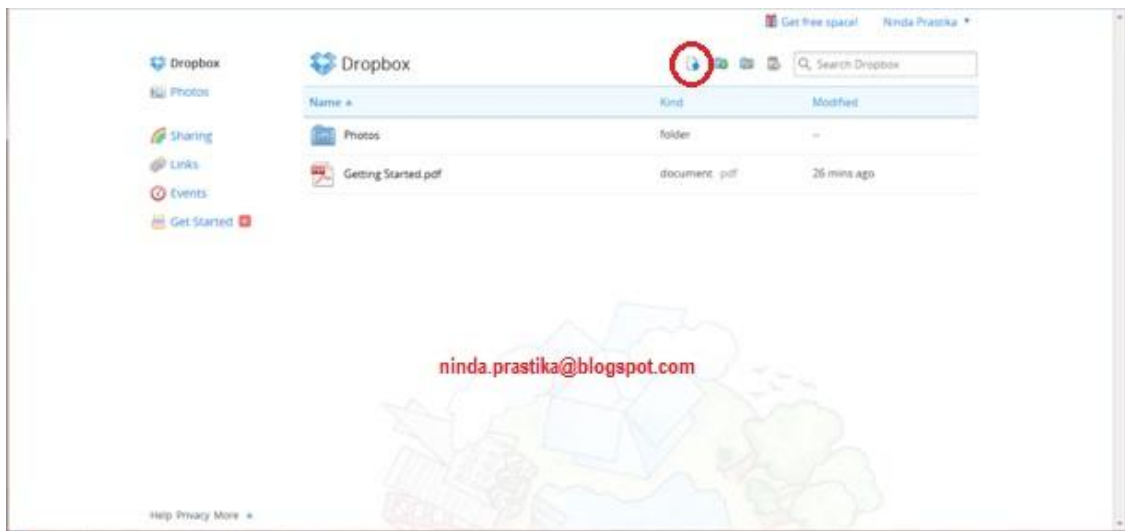 Get free space! Ninda Prastika
Dropbox
Dropbox
Search Dropbox
Photos
Name Kind Modified
Sharing
Photos folder --
Links
Getting Started.pdf document pdf 26 mins ago
Events
Get Started
ninda.prastika@blogspot.com
Help Privacy More